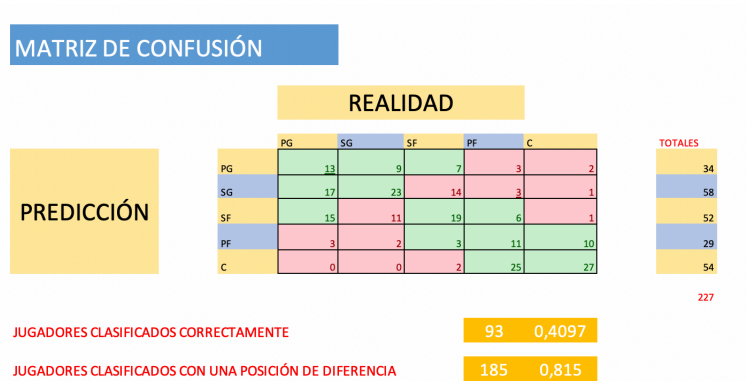 MATRIZ DE CONFUSIÓN
REALIDAD
PG SG SF PF C TOTALES
PG 13 9 7 3 2 34
SG 17 23 14 3 1 58
PREDICCIÓN
SF 15 11 19 6 1 52
PF 3 2 3 11 10 29
C 0 0 2 25 27 54
227
JUGADORES CLASIFICADOS CORRECTAMENTE 93 0,4097
JUGADORES CLASIFICADOS CON UNA POSICIÓN DE DIFERENCIA 185 0,815